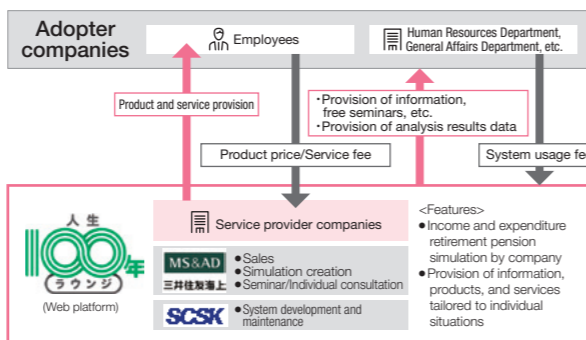 Adopter
companies
Employees
Human Resources Department,
General Affairs Department, etc.
Product and service provision
・Provision of information,
free seminars, etc.
・Provision of analysis results data
Product price/Service fee
System usage fe
人生
100年
ラウンジ
(Web platform)
Service provider companies
MS&AD
三井住友海上
●Sales
●Simulation creation
●Seminar/Individual consultation
SCSK
●System development and
maintenance
<Features>
●Income and expenditure
retirement pension
simulation by company
●Provision of information,
products, and services
tailored to individual
situations